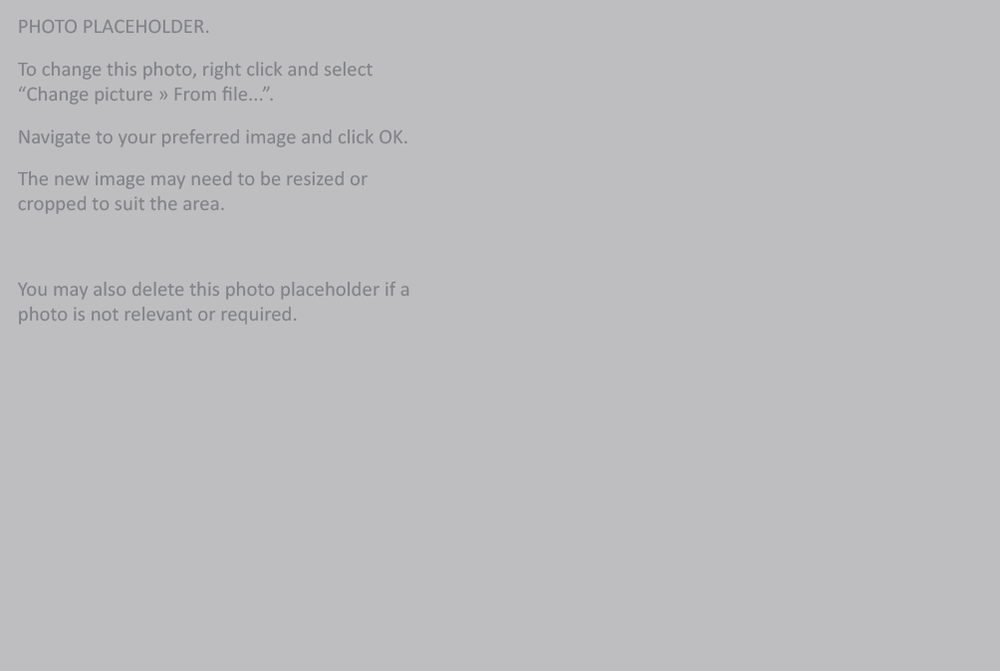 PHOTO PLACEHOLDER.
To change this photo, right click and select
“Change picture » From file...”.
Navigate to your preferred image and click OK.
The new image may need to be resized or
cropped to suit the area.
You may also delete this photo placeholder if a
photo is not relevant or required.